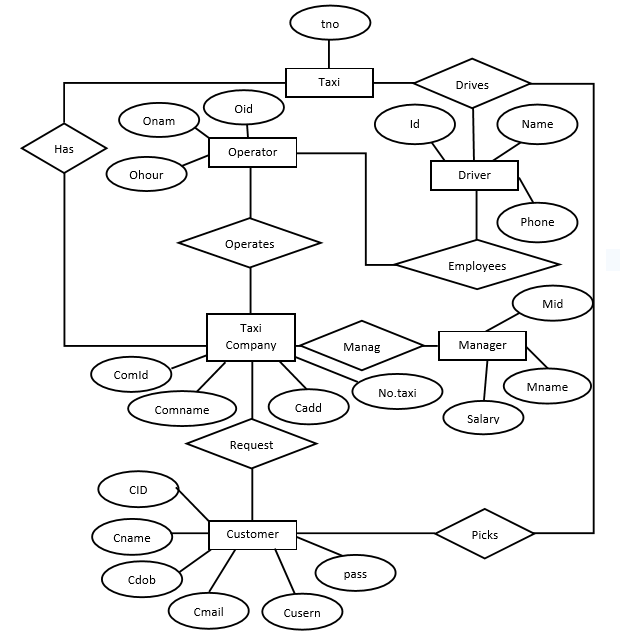 tno
Taxi
Drives
Onam
Oid
Id
Name
Has
Operator
Ohour
Driver
Phone
Operates
Employees
Mid
Taxi
Company
Manag
Manager
ComId
Mname
No.taxi
Comname
Cadd
Salary
Request
CID
Cname
Customer
Picks
Cdob
pass
Cmail
Cusern